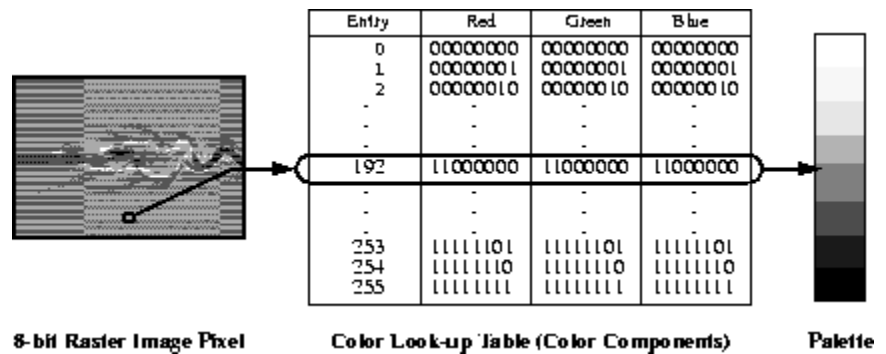 Entry Red Green Blue
0 00000000 00000000 00000000
1 00000001 00000001 00000001
2 00000010 00000010 00000010
- - - -
- - - -
- - - -
192 11000000 11000000 11000000
- - - -
- - - -
- - - -
253 11111101 11111101 11111101
254 11111110 11111110 11111110
255 11111111 11111111 11111111
8-bit Raster Image Pixel Color Look-up Table (Color Components) Palette